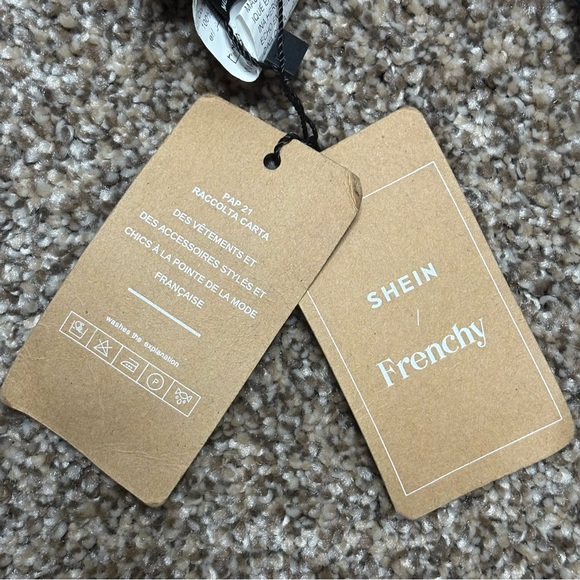 PAP 21
RACCOLTA CARTA
DES VÊTEMENTS ET
DES ACCESSOIRES STYLÉS ET
CHICS À LA POINTE DE LA MODE
FRANÇAISE
washes the explanation
P
SHEIN
/
Frenchy